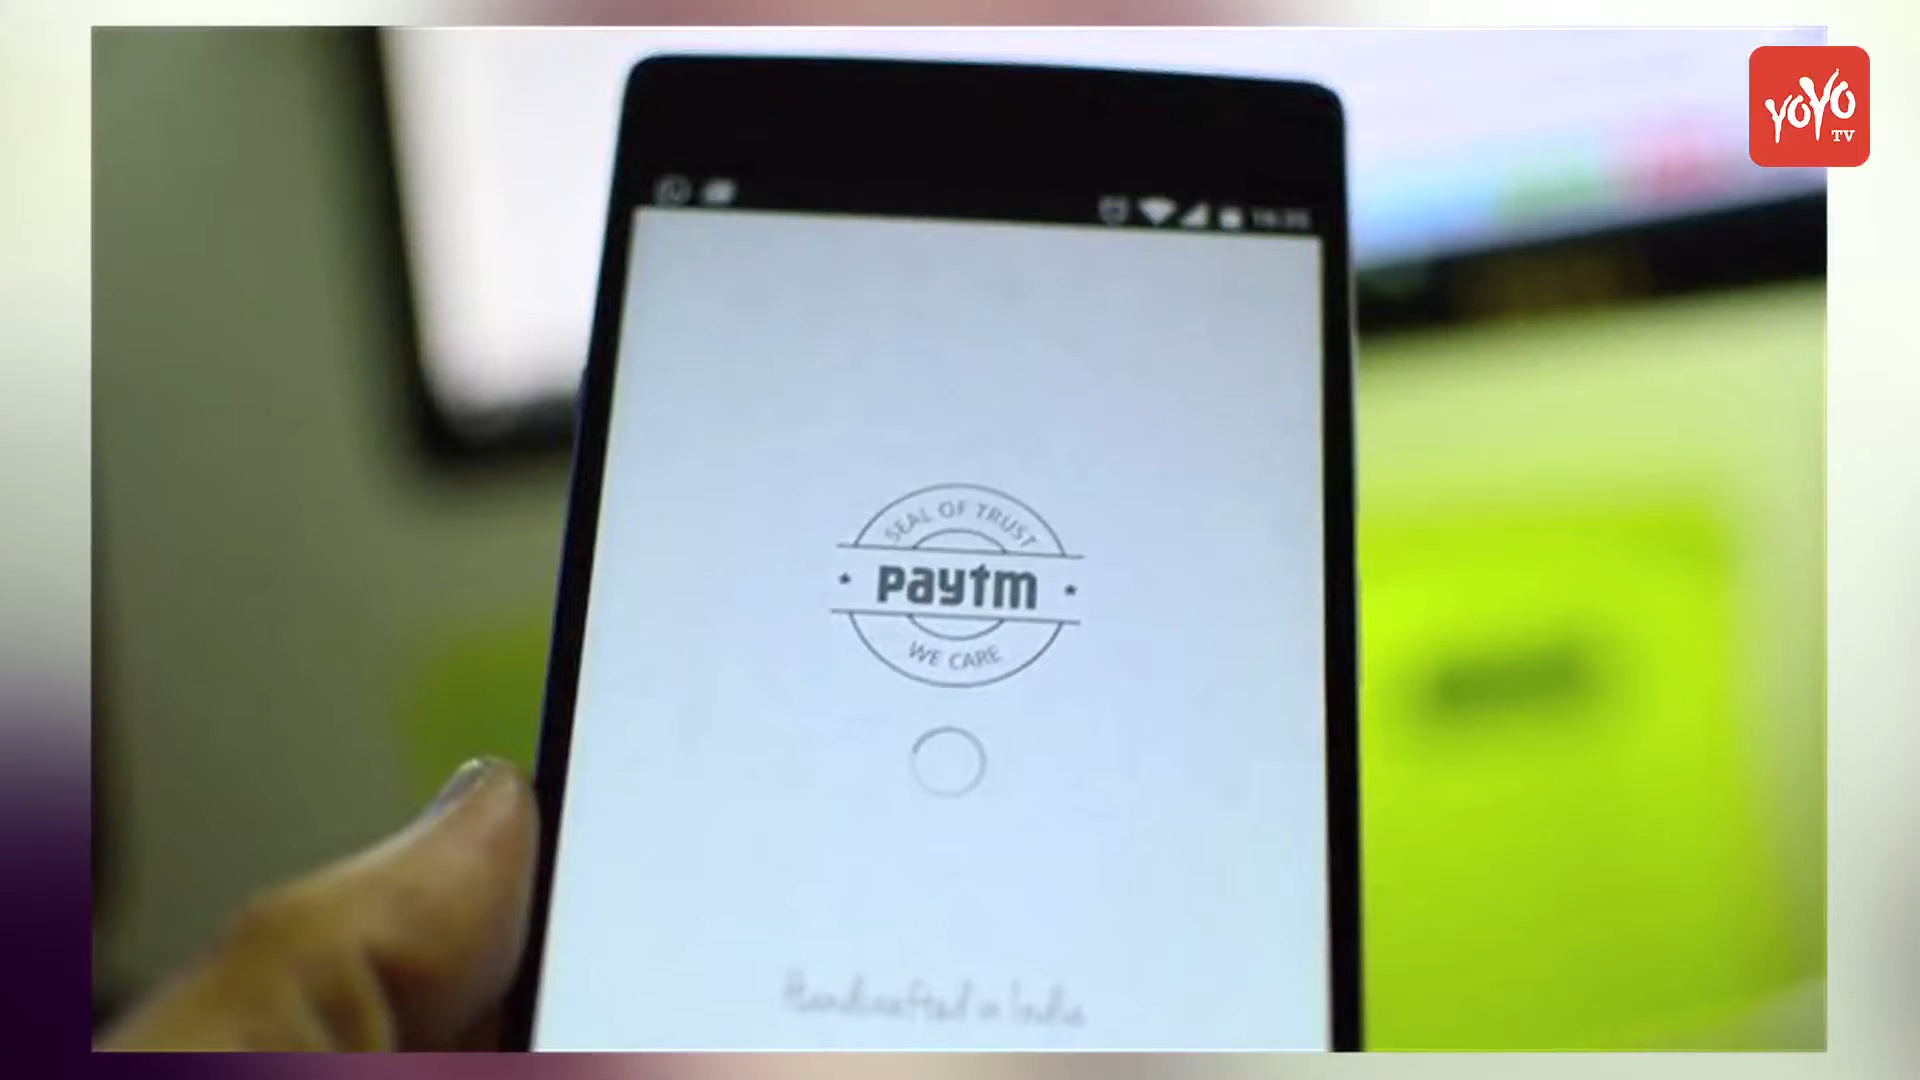 YOYO
TV
SEAL OF TRUST
paytm
WE CARE
Handcrafted in India